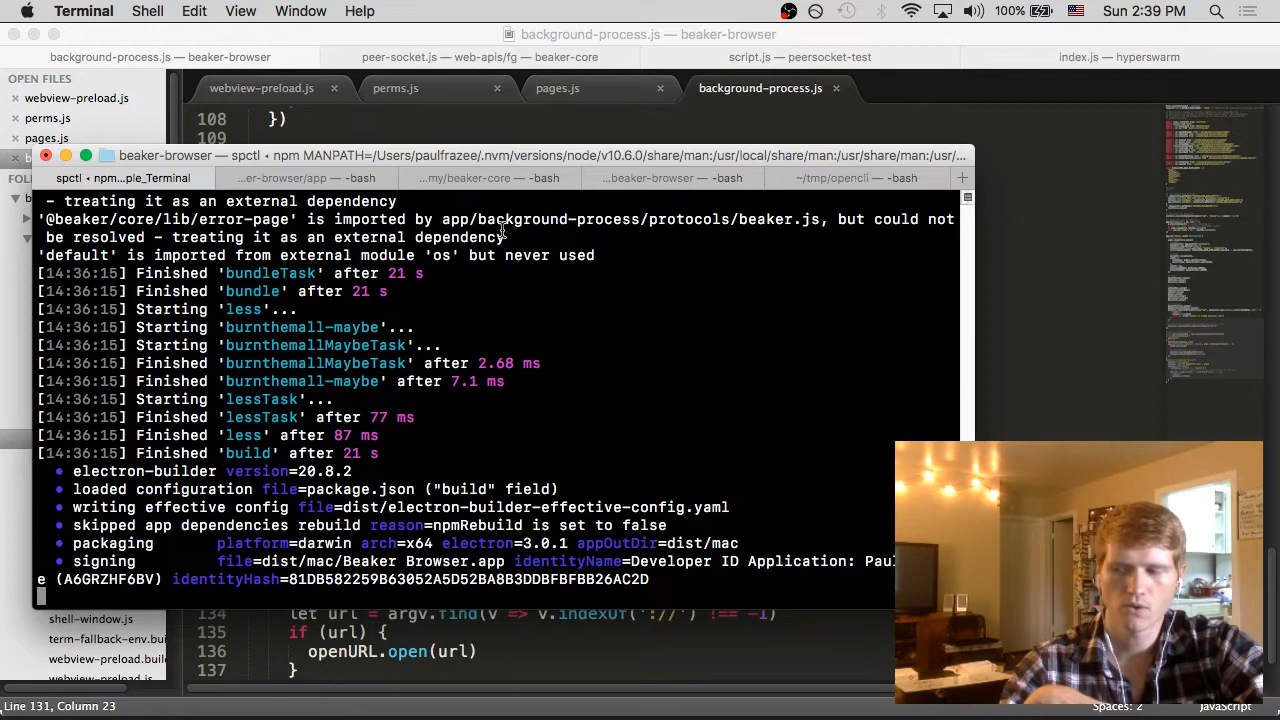 Terminal Shell Edit View Window Help 100% Sun 2:39 PM
background-process.js — beaker-browser
background-process.js — beaker-browser peer-socket.js — web-apis/fg — beaker-core script.js — peersocket-test index.js — hyperswarm
OPEN FILES
webview-preload.js
perms.js
pages.js
webview-preload.js perms.js pages.js background-process.js
108 })
109
beaker-browser — spctl ◂ npm MANPATH=/Users/paulfrazee/.nvm/versions/node/v10.6.0/share/man:/usr/local/share/man:/usr/share/man:/usr/...
spctl ◂ npm...ple_Terminal ...er-browser/app — -bash ...my/bea... — -bash ...beaker-browser — -bash ~/tmp/opencli — -bash
- treating it as an external dependency
'@beaker/core/lib/error-page' is imported by app/background-process/protocols/beaker.js, but could not
be resolved – treating it as an external dependency
'default' is imported from external module 'os' but never used
[14:36:15] Finished 'bundleTask' after 21 s
[14:36:15] Finished 'bundle' after 21 s
[14:36:15] Starting 'less'...
[14:36:15] Starting 'burnthemall-maybe'...
[14:36:15] Starting 'burnthemallMaybeTask'...
[14:36:15] Finished 'burnthemallMaybeTask' after 2.68 ms
[14:36:15] Finished 'burnthemall-maybe' after 7.1 ms
[14:36:15] Starting 'lessTask'...
[14:36:15] Finished 'lessTask' after 77 ms
[14:36:15] Finished 'less' after 87 ms
[14:36:15] Finished 'build' after 21 s
• electron-builder version=20.8.2
• loaded configuration file=package.json ("build" field)
• writing effective config file=dist/electron-builder-effective-config.yaml
• skipped app dependencies rebuild reason=npmRebuild is set to false
• packaging platform=darwin arch=x64 electron=3.0.1 appOutDir=dist/mac
• signing file=dist/mac/Beaker Browser.app identityName=Developer ID Application: Paul
e (A6GRZHF6BV) identityHash=81DB582259B63052A5D52BA8B3DDBFBFBB26AC2D
134 let url = argv.find(v => v.indexOf('://') !== -1)
135 if (url) {
136 openURL.open(url)
137 }
shell-window.js
term-fallback-env.bui
webview-preload.build
webview-preload.js
Line 131, Column 23 Spaces: 2 JavaScript